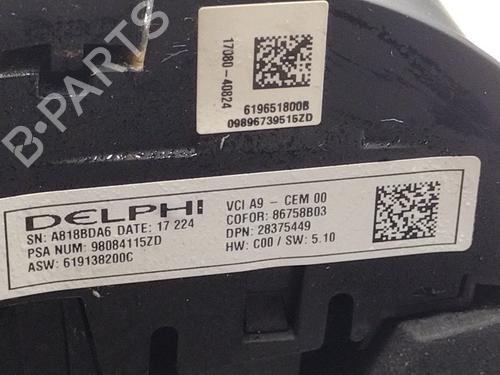 B-PARTS
17080-40824
619651800B
09896739515ZD
DELPHI
SN: A818BDA6 DATE: 17 224
PSA NUM: 98084115ZD
ASW: 619138200C
VCI A9 - CEM 00
COFOR: 86758B03
DPN: 28375449
HW: C00 / SW: 5.10